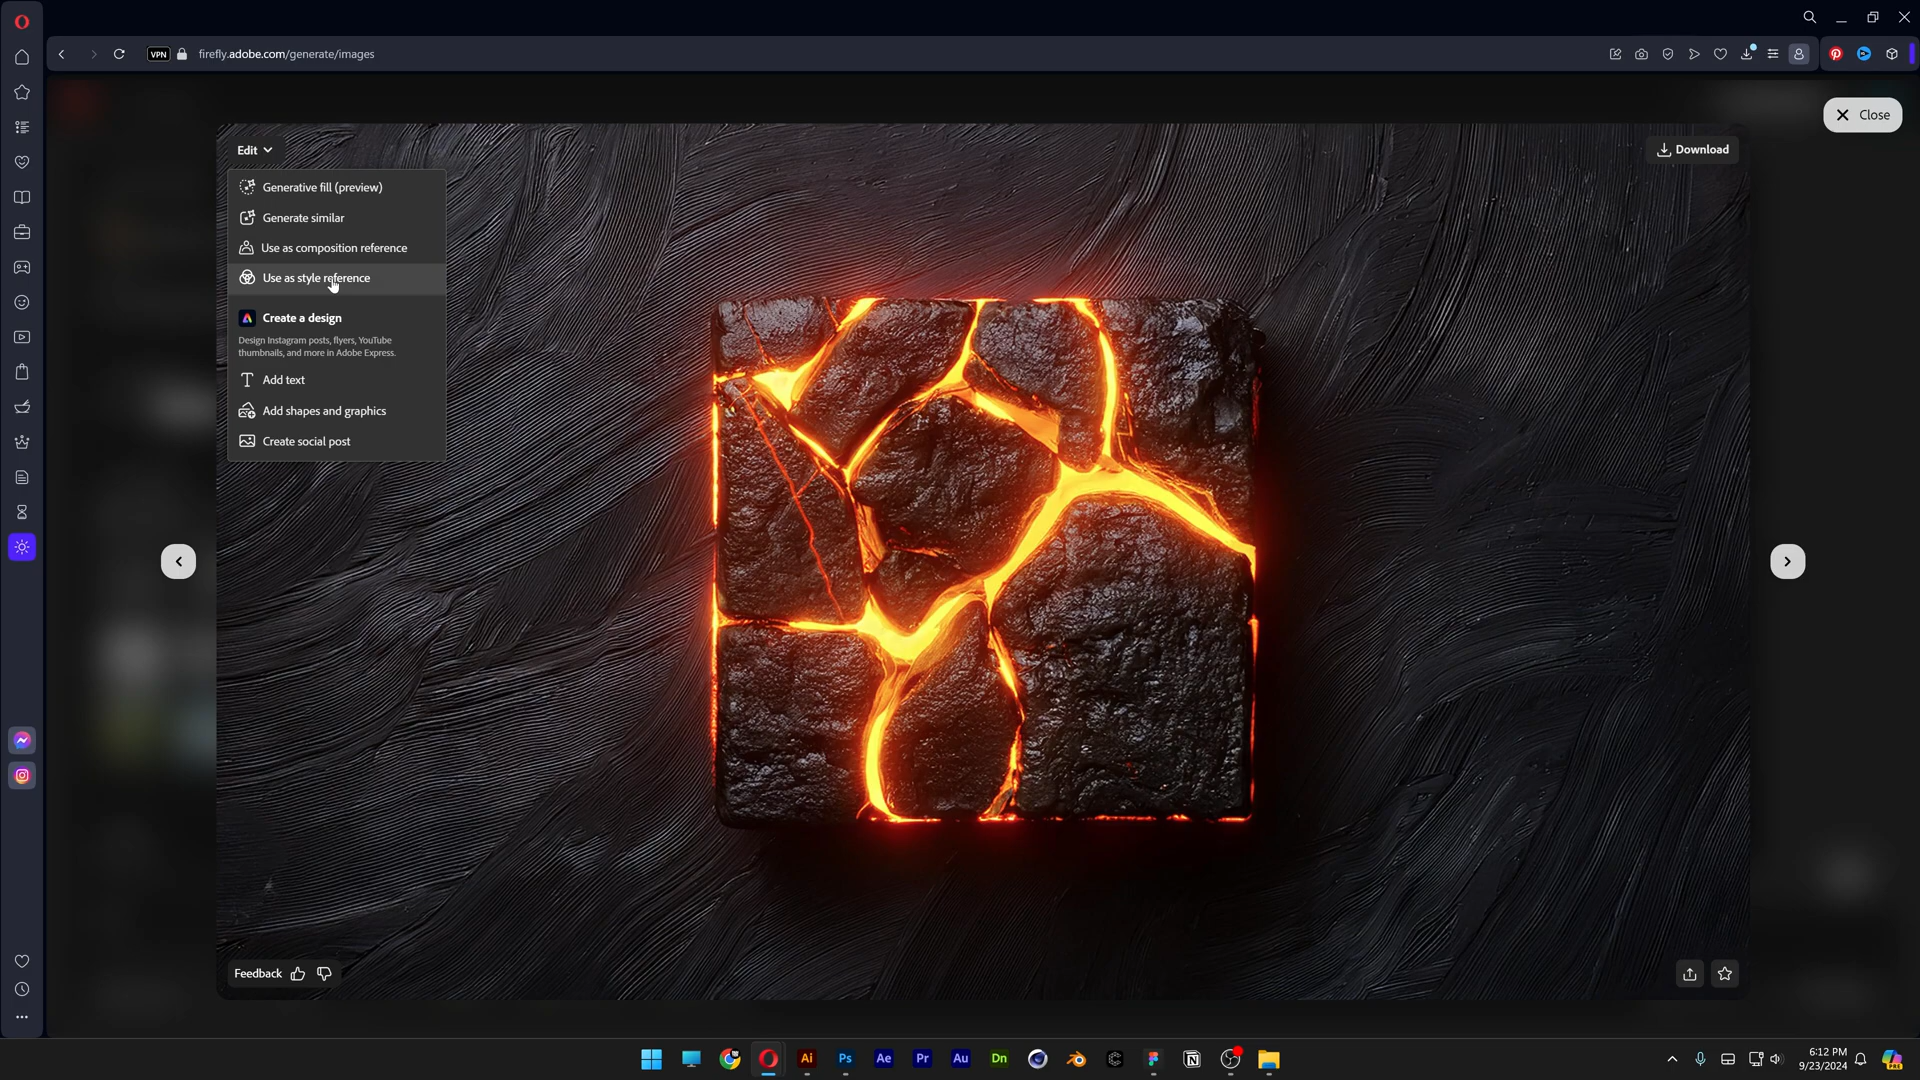 VPN
firefly.adobe.com/generate/images
Close
Edit
Download
Generative fill (preview)
Generate similar
Use as composition reference
Use as style reference
Create a design
Design Instagram posts, flyers, YouTube
thumbnails, and more in Adobe Express.
Add text
Add shapes and graphics
Create social post
Feedback
Ai
Ps
Ae
Pr
Au
Dn
6:12 PM
9/23/2024
PRE